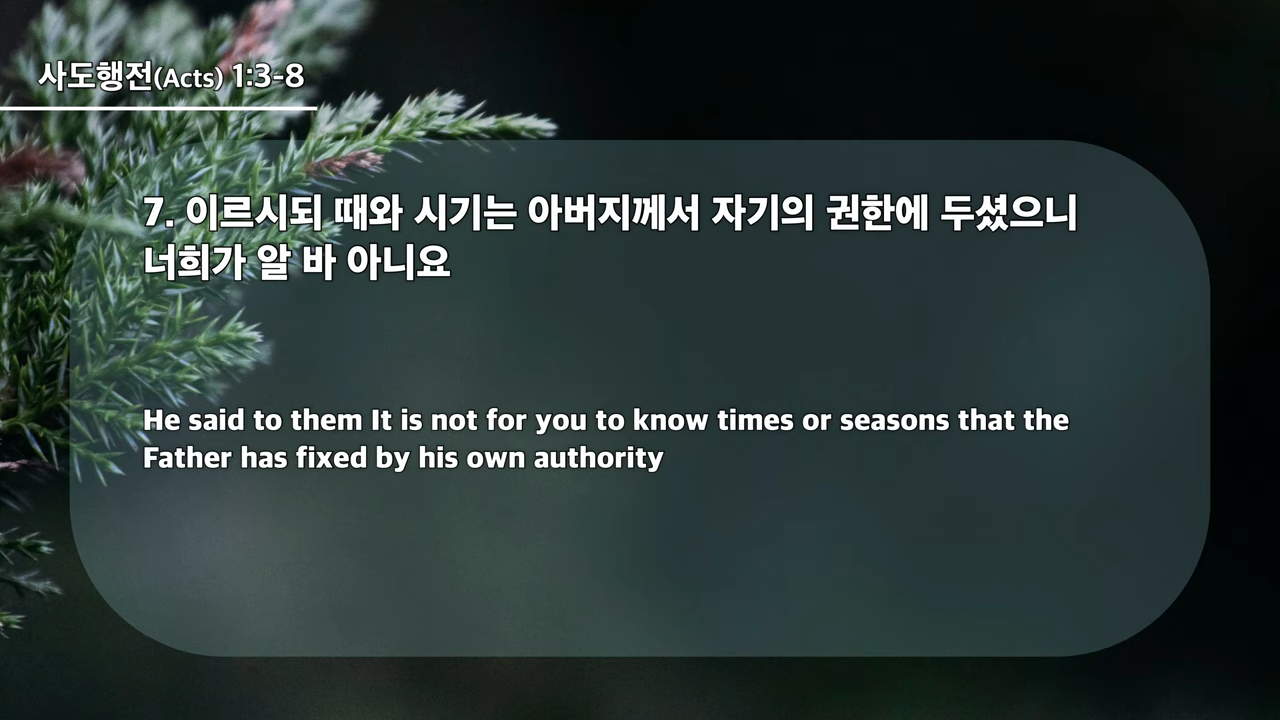 사도행전(Acts) 1:3-8
7. 이르시되 때와 시기는 아버지께서 자기의 권한에 두셨으니
너희가 알 바 아니요
He said to them It is not for you to know times or seasons that the
Father has fixed by his own authority